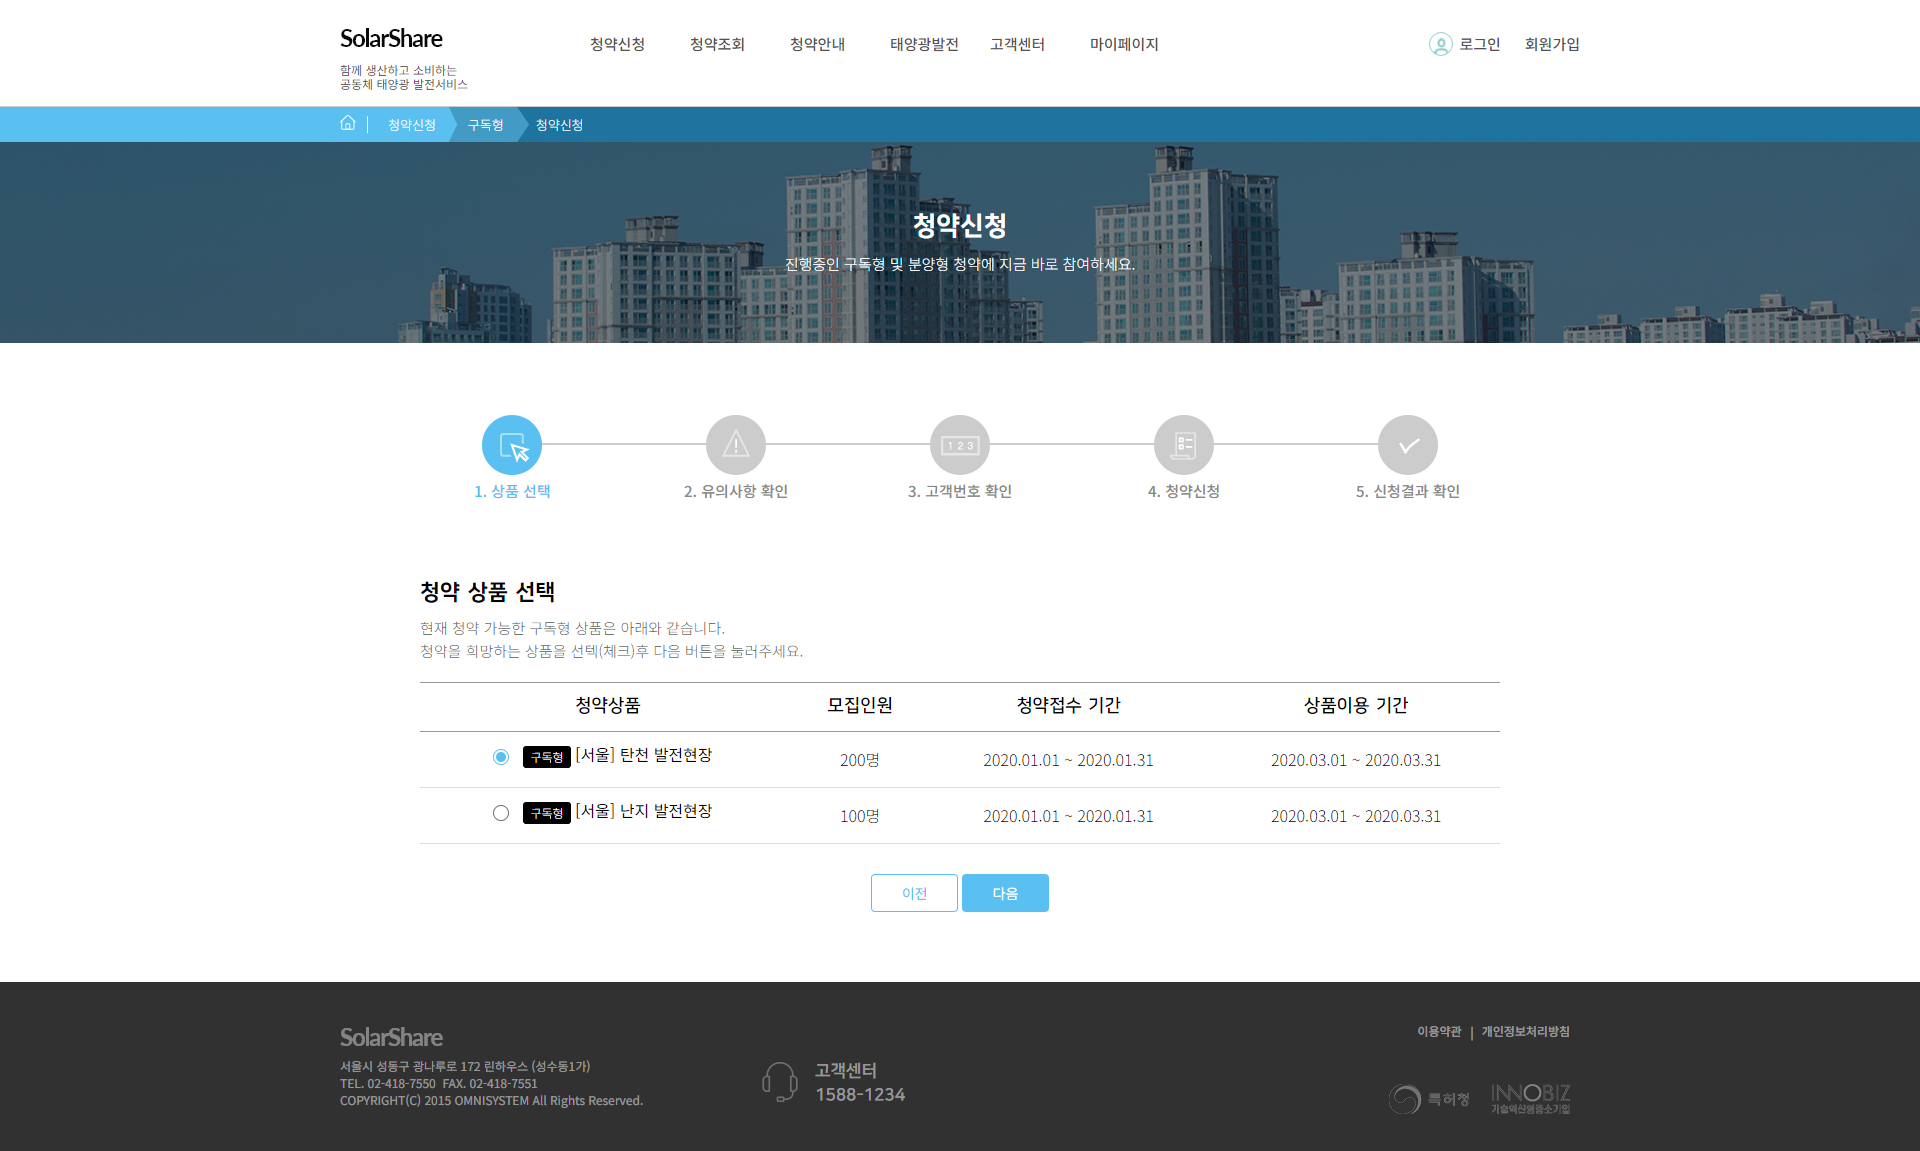 SolarShare
함께 생산하고 소비하는
공동체 태양광 발전서비스
청약신청 청약조회 청약안내 태양광발전 고객센터 마이페이지
로그인 회원가입
청약신청 구독형 청약신청
청약신청
진행중인 구독형 및 분양형 청약에 지금 바로 참여하세요.
1 2 3
1. 상품 선택 2. 유의사항 확인 3. 고객번호 확인 4. 청약신청 5. 신청결과 확인
청약 상품 선택
현재 청약 가능한 구독형 상품은 아래와 같습니다.
청약을 희망하는 상품을 선텍(체크)후 다음 버튼을 눌러주세요.
청약상품 모집인원 청약접수 기간 상품이용 기간
구독형 [서울] 탄천 발전현장 200명 2020.01.01 ~ 2020.01.31 2020.03.01 ~ 2020.03.31
구독형 [서울] 난지 발전현장 100명 2020.01.01 ~ 2020.01.31 2020.03.01 ~ 2020.03.31
이전 다음
SolarShare
서울시 성동구 광나루로 172 린하우스 (성수동1가)
TEL. 02-418-7550 FAX. 02-418-7551
COPYRIGHT(C) 2015 OMNISYSTEM All Rights Reserved.
고객센터
1588-1234
이용약관 | 개인정보처리방침
특허청
INNOBIZ
기술혁신형중소기업